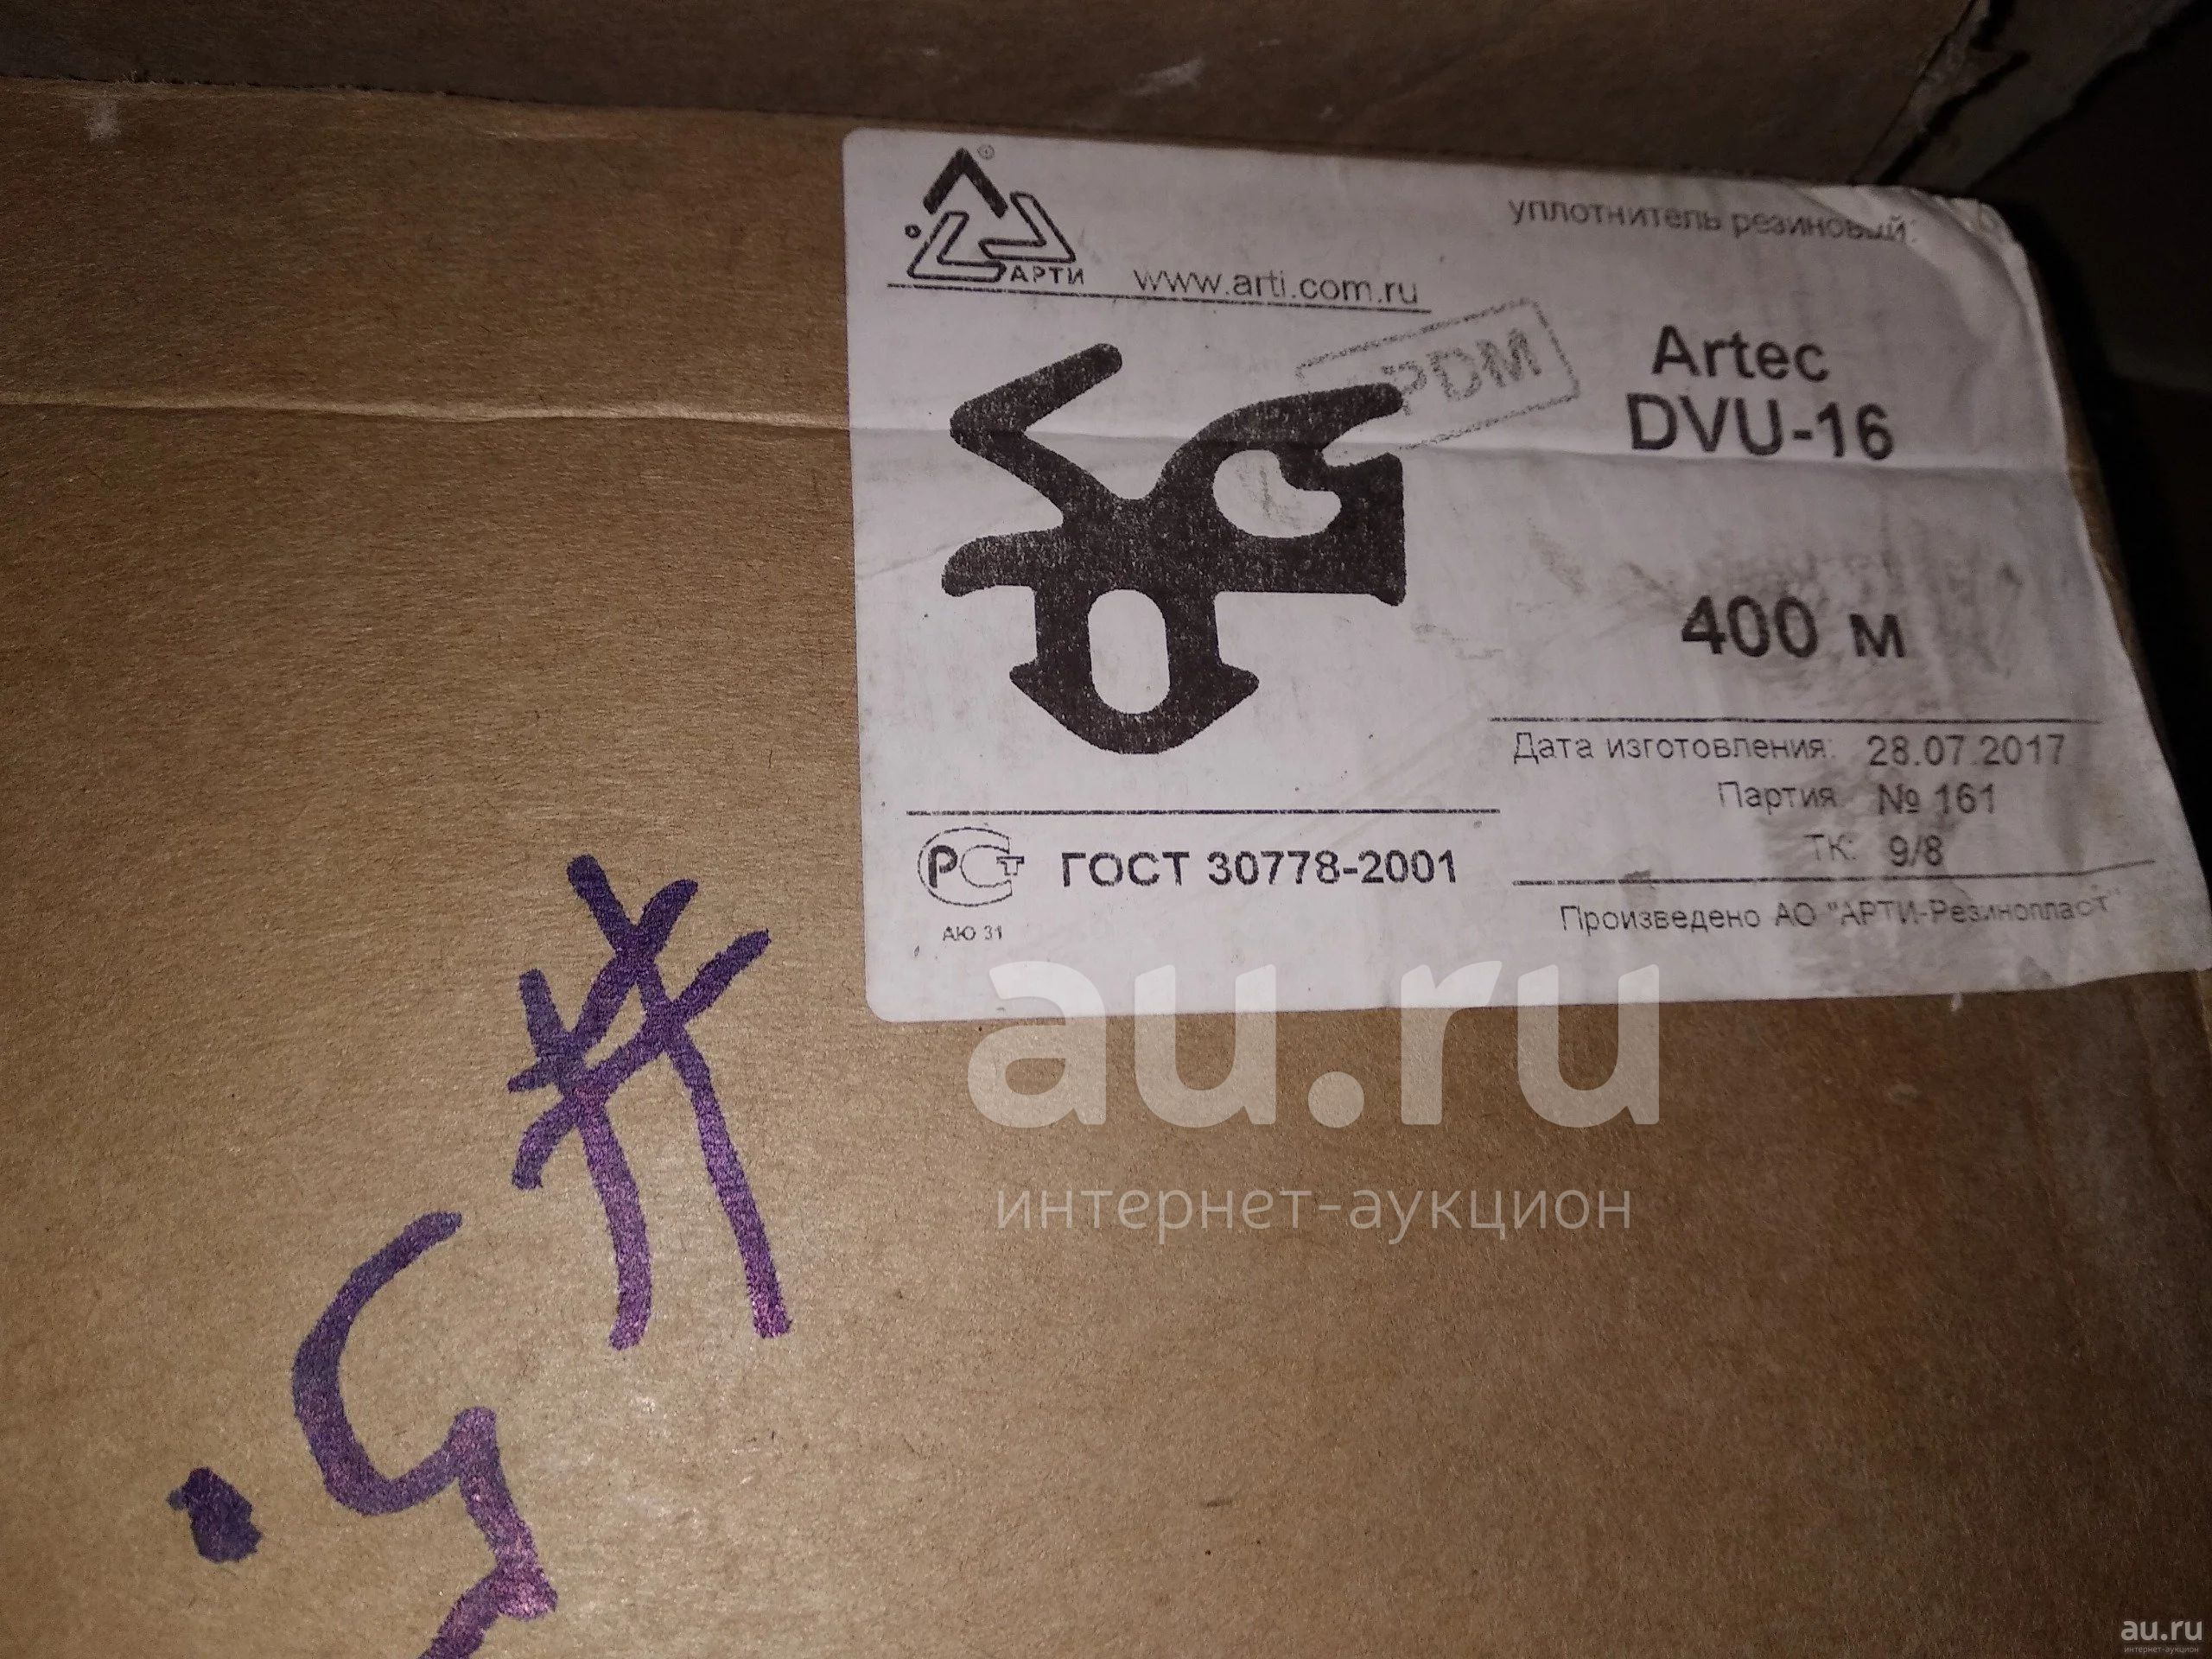 АРТИ
www.arti.com.ru
уплотнитель резиновый:
PDM
Artec
DVU-16
400 м
Дата изготовления: 28.07.2017
Партия № 161
ТК: 9/8
РСТ
АЮ 31
ГОСТ 30778-2001
Произведено АО "АРТИ-Резинопласт"
au.ru
интернет-аукцион
au.ru
интернет-аукцион